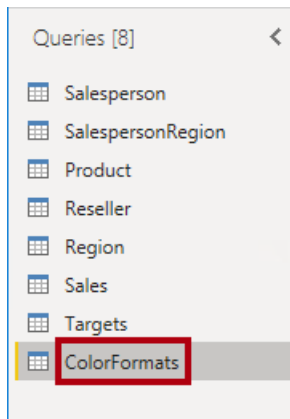 Queries [8]
Salesperson
SalespersonRegion
Product
Reseller
Region
Sales
Targets
ColorFormats